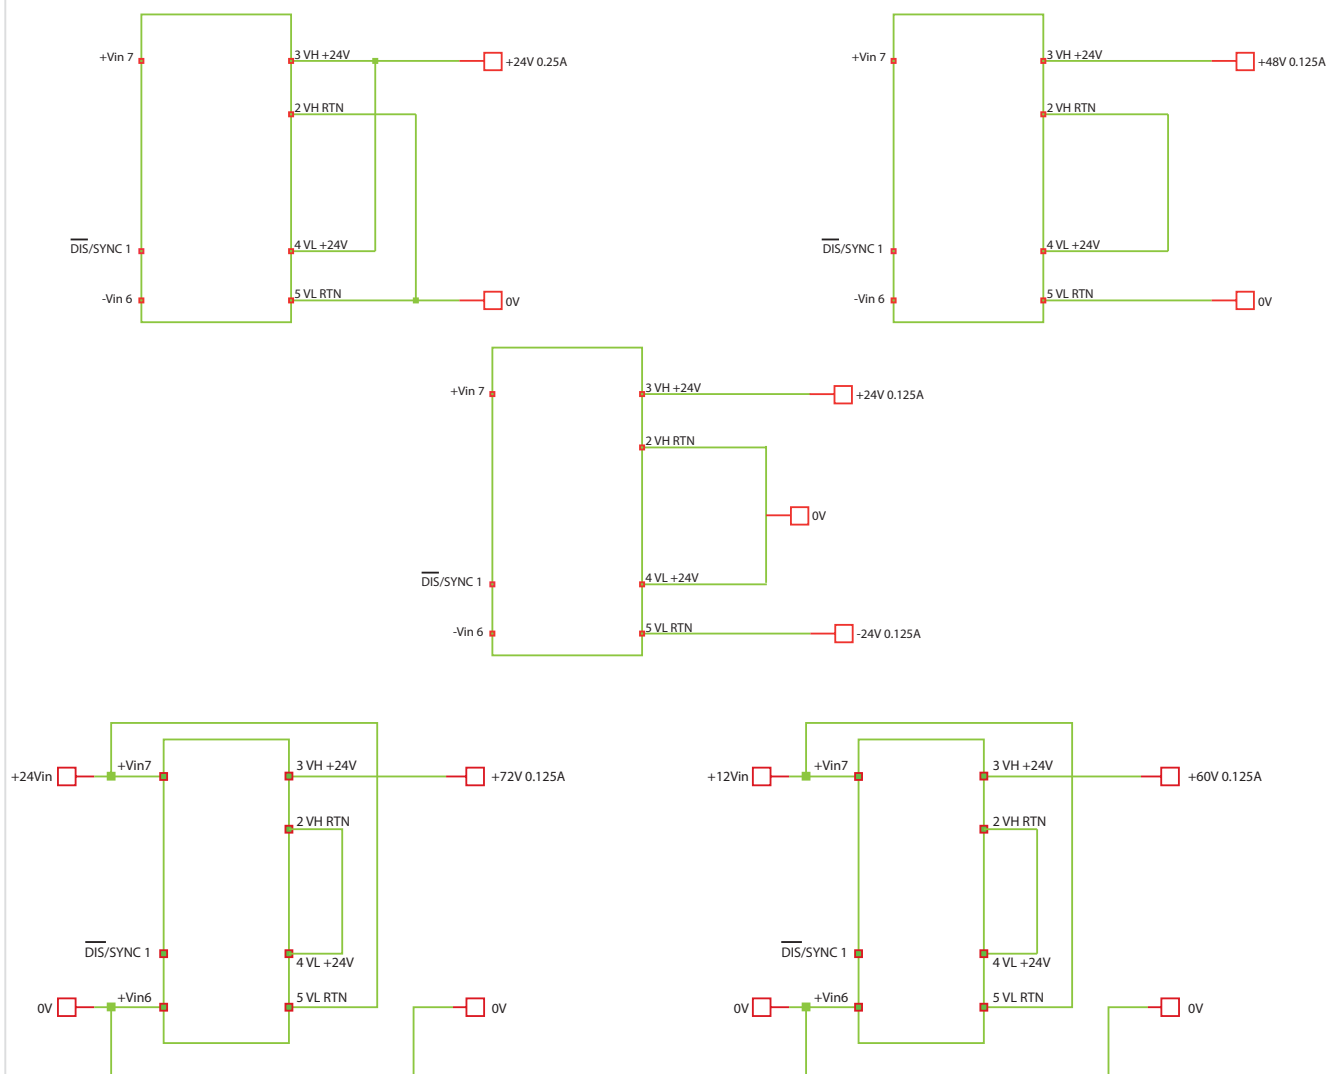 +Vin 7
3 VH +24V
+24V 0.25A
2 VH RTN
DIS/SYNC 1
4 VL +24V
-Vin 6
5 VL RTN
0V
+Vin 7
3 VH +24V
+48V 0.125A
2 VH RTN
DIS/SYNC 1
4 VL +24V
-Vin 6
5 VL RTN
0V
+Vin 7
3 VH +24V
+24V 0.125A
2 VH RTN
0V
DIS/SYNC 1
4 VL +24V
-Vin 6
5 VL RTN
-24V 0.125A
+24Vin
+Vin7
3 VH +24V
+72V 0.125A
2 VH RTN
DIS/SYNC 1
4 VL +24V
0V
+Vin6
5 VL RTN
0V
+12Vin
+Vin7
3 VH +24V
+60V 0.125A
2 VH RTN
DIS/SYNC 1
4 VL +24V
0V
+Vin6
5 VL RTN
0V